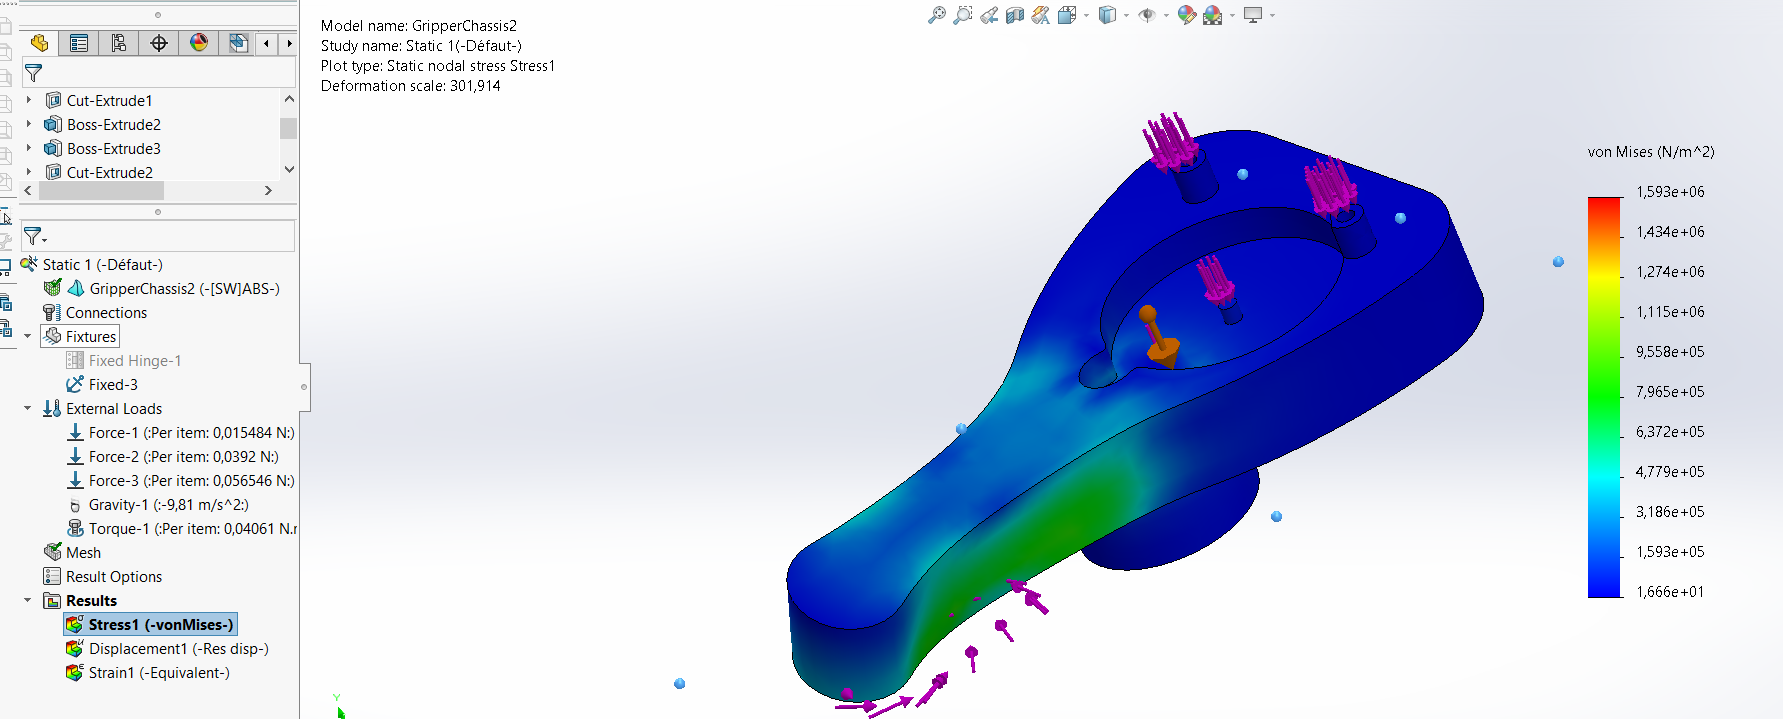 Model name: GripperChassis2
Study name: Static 1(-Défaut-)
Plot type: Static nodal stress Stress1
Deformation scale: 301,914
Cut-Extrude1
Boss-Extrude2
Boss-Extrude3
Cut-Extrude2
Static 1 (-Défaut-)
GripperChassis2 (-[SW]ABS-)
Connections
Fixtures
Fixed Hinge-1
Fixed-3
External Loads
Force-1 (:Per item: 0,015484 N:)
Force-2 (:Per item: 0,0392 N:)
Force-3 (:Per item: 0,056546 N:)
Gravity-1 (:-9,81 m/s^2:)
Torque-1 (:Per item: 0,04061 N.
Mesh
Result Options
Results
Stress1 (-vonMises-)
Displacement1 (-Res disp-)
Strain1 (-Equivalent-)
von Mises (N/m^2)
1,593e+06
1,434e+06
1,274e+06
1,115e+06
9,558e+05
7,965e+05
6,372e+05
4,779e+05
3,186e+05
1,593e+05
1,666e+01
Y